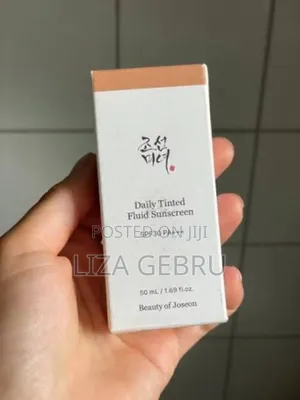 조선
미녀
Daily Tinted
Fluid Sunscreen
POSTED ON JIJI
LIZA GEBRU
50 mL / 1.69 fl.oz.
Beauty of Joseon